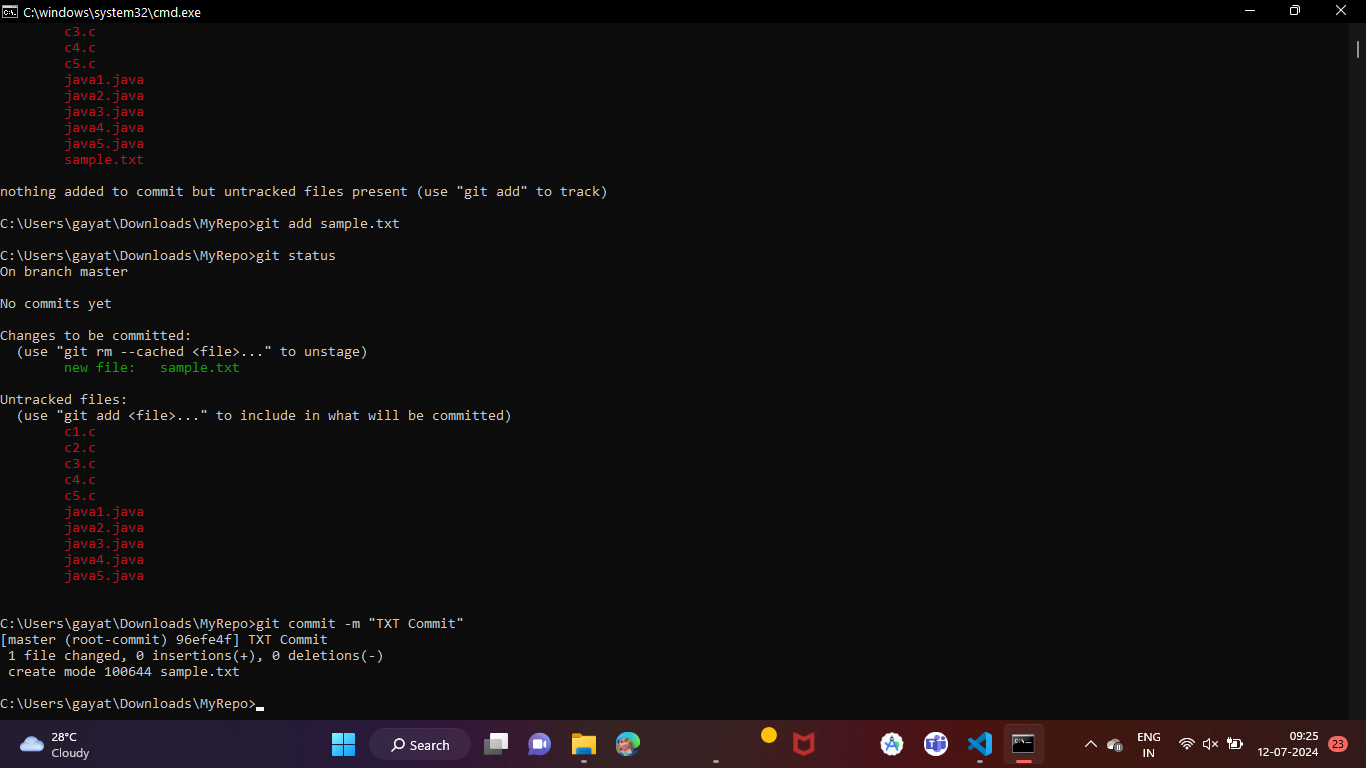 C:\windows\system32\cmd.exe
c3.c
c4.c
c5.c
java1.java
java2.java
java3.java
java4.java
java5.java
sample.txt
nothing added to commit but untracked files present (use "git add" to track)
C:\Users\gayat\Downloads\MyRepo>git add sample.txt
C:\Users\gayat\Downloads\MyRepo>git status
On branch master
No commits yet
Changes to be committed:
(use "git rm --cached <file>..." to unstage)
new file:   sample.txt
Untracked files:
(use "git add <file>..." to include in what will be committed)
c1.c
c2.c
c3.c
c4.c
c5.c
java1.java
java2.java
java3.java
java4.java
java5.java
C:\Users\gayat\Downloads\MyRepo>git commit -m "TXT Commit"
[master (root-commit) 96efe4f] TXT Commit
1 file changed, 0 insertions(+), 0 deletions(-)
create mode 100644 sample.txt
C:\Users\gayat\Downloads\MyRepo>
28°C
Cloudy
Search
ENG
IN
09:25
12-07-2024
23